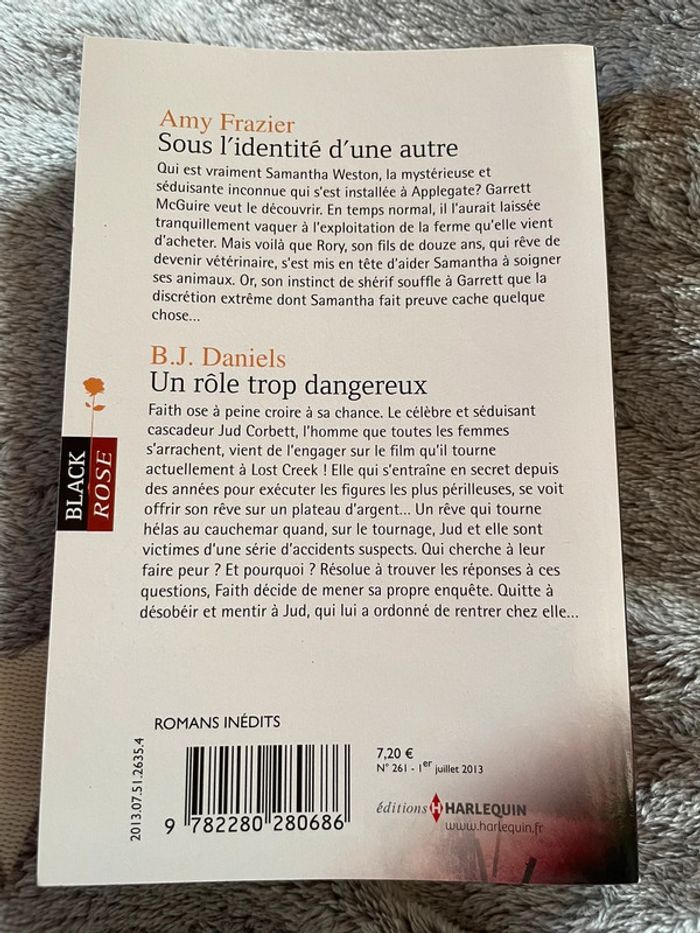 Amy Frazier
Sous l'identité d'une autre
Qui est vraiment Samantha Weston, la mystérieuse et
séduisante inconnue qui s'est installée à Applegate? Garrett
McGuire veut le découvrir. En temps normal, il l'aurait laissée
tranquillement vaquer à l'exploitation de la ferme qu'elle vient
d'acheter. Mais voilà que Rory, son fils de douze ans, qui rêve de
devenir vétérinaire, s'est mis en tête d'aider Samantha à soigner
ses animaux. Or, son instinct de shérif souffle à Garrett que la
discrétion extrême dont Samantha fait preuve cache quelque
chose...
B.J. Daniels
Un rôle trop dangereux
Faith ose à peine croire à sa chance. Le célèbre et séduisant
cascadeur Jud Corbett, l'homme que toutes les femmes
s'arrachent, vient de l'engager sur le film qu'il tourne
actuellement à Lost Creek ! Elle qui s'entraîne en secret depuis
des années pour exécuter les figures les plus périlleuses, se voit
offrir son rêve sur un plateau d'argent... Un rêve qui tourne
hélas au cauchemar quand, sur le tournage, Jud et elle sont
victimes d'une série d'accidents suspects. Qui cherche à leur
faire peur ? Et pourquoi ? Résolue à trouver les réponses à ces
questions, Faith décide de mener sa propre enquête. Quitte à
désobéir et mentir à Jud, qui lui a ordonné de rentrer chez elle...
BLACK
ROSE
ROMANS INÉDITS
2013.07.51.2635.4
9 782280 280686
7,20 €
N° 261 - 1er juillet 2013
éditions H HARLEQUIN
www.harlequin.fr